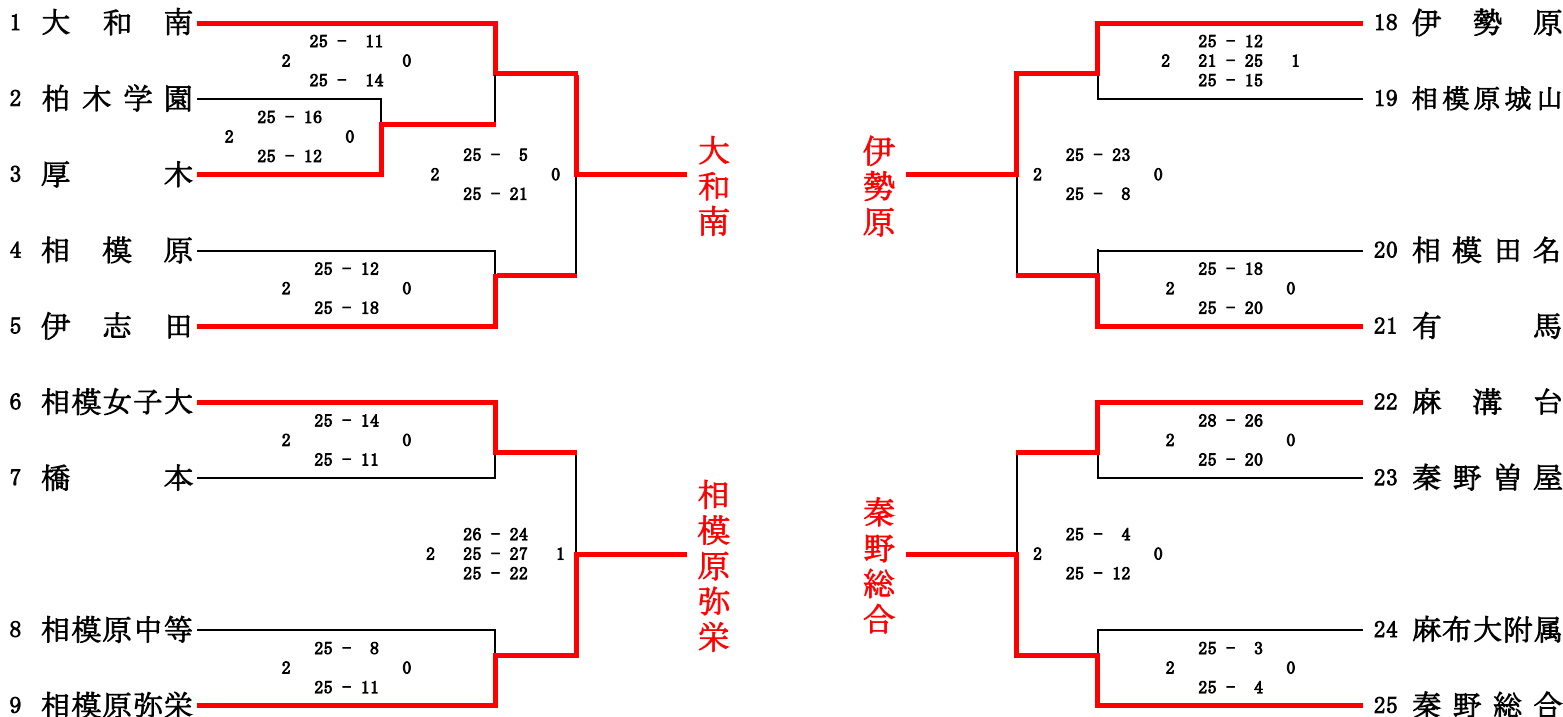 1 大和南
25 - 11
2 0
25 - 14
2 柏木学園
25 - 16
2 0
25 - 12
3 厚木
25 - 5
2 0
25 - 21
大和南
4 相模原
25 - 12
2 0
25 - 18
5 伊志田
6 相模女子大
25 - 14
2 0
25 - 11
7 橋本
26 - 24
2 25 - 27 1
25 - 22
相模原弥栄
8 相模原中等
25 - 8
2 0
25 - 11
9 相模原弥栄
18 伊勢原
25 - 12
2 21 - 25 1
25 - 15
19 相模原城山
伊勢原
25 - 23
2 0
25 - 8
20 相模田名
25 - 18
2 0
25 - 20
21 有馬
22 麻溝台
28 - 26
2 0
25 - 20
23 秦野曽屋
秦野総合
25 - 4
2 0
25 - 12
24 麻布大附属
25 - 3
2 0
25 - 4
25 秦野総合